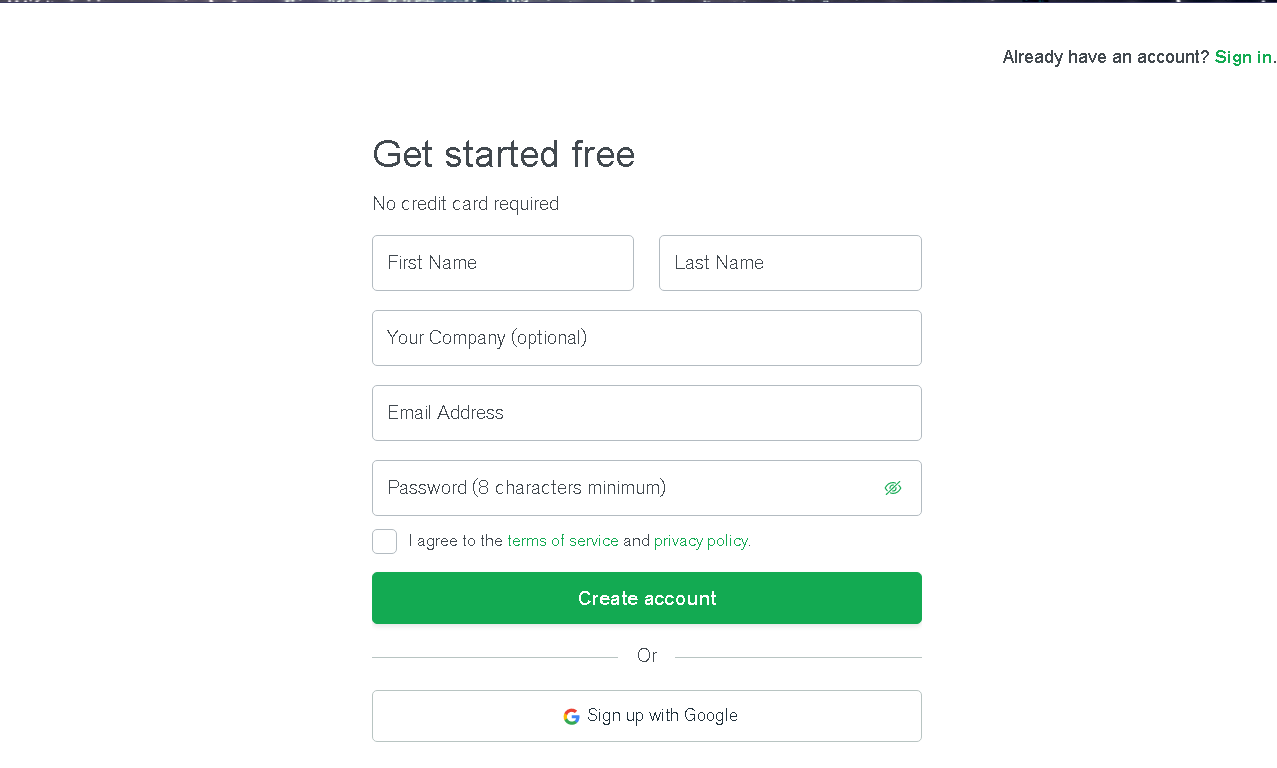 Already have an account? Sign in.
Get started free
No credit card required
First Name
Last Name
Your Company (optional)
Email Address
Password (8 characters minimum)
I agree to the terms of service and privacy policy.
Create account
Or
Sign up with Google